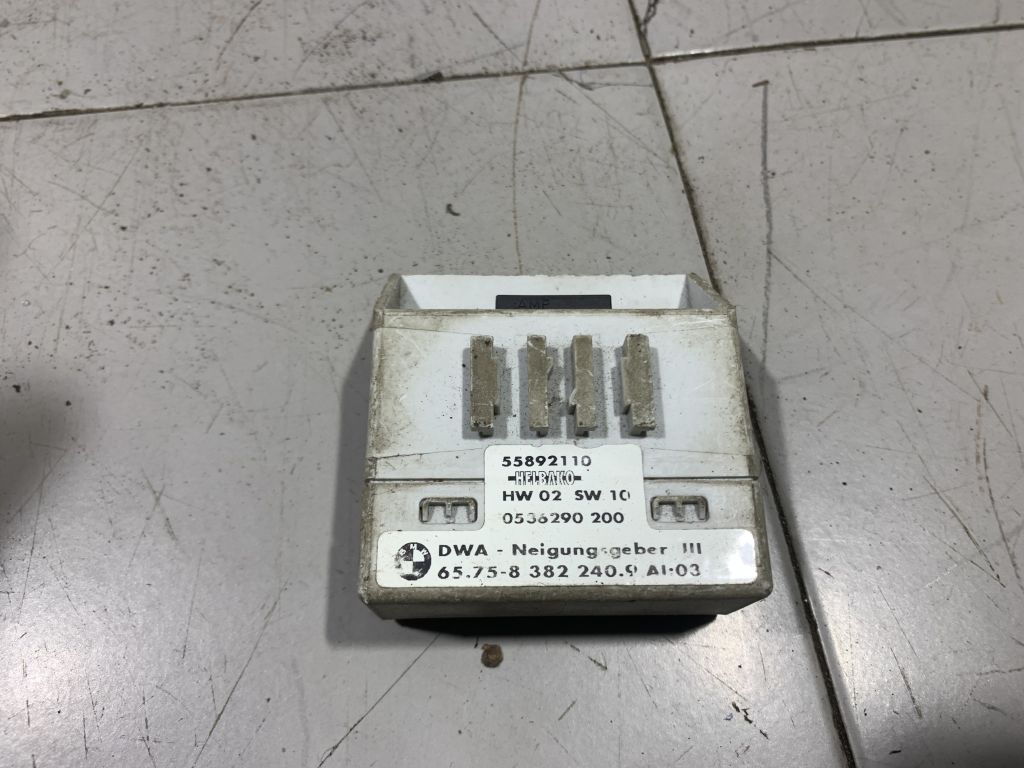 AMP
55892110
HELBAKO
HW 02 SW 10
0536290 200
BMW
DWA - Neigungsgeber III
65.75-8 382 240.9 AI-03